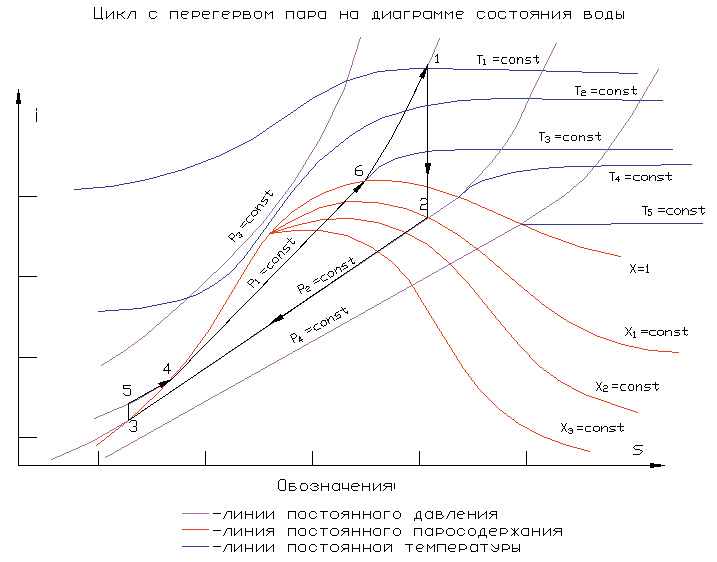 Цикл с перегервом пара на диаграмме состояния воды
i
1
T1=const
T2=const
T3=const
6
T4=const
2
T5=const
P3=const
P1=const
P2=const
X=1
P4=const
X1=const
4
5
X2=const
3
X3=const
S
Обозначения:
-линии постоянного давления
-линия постоянного паросодержания
-линии постоянной температуры